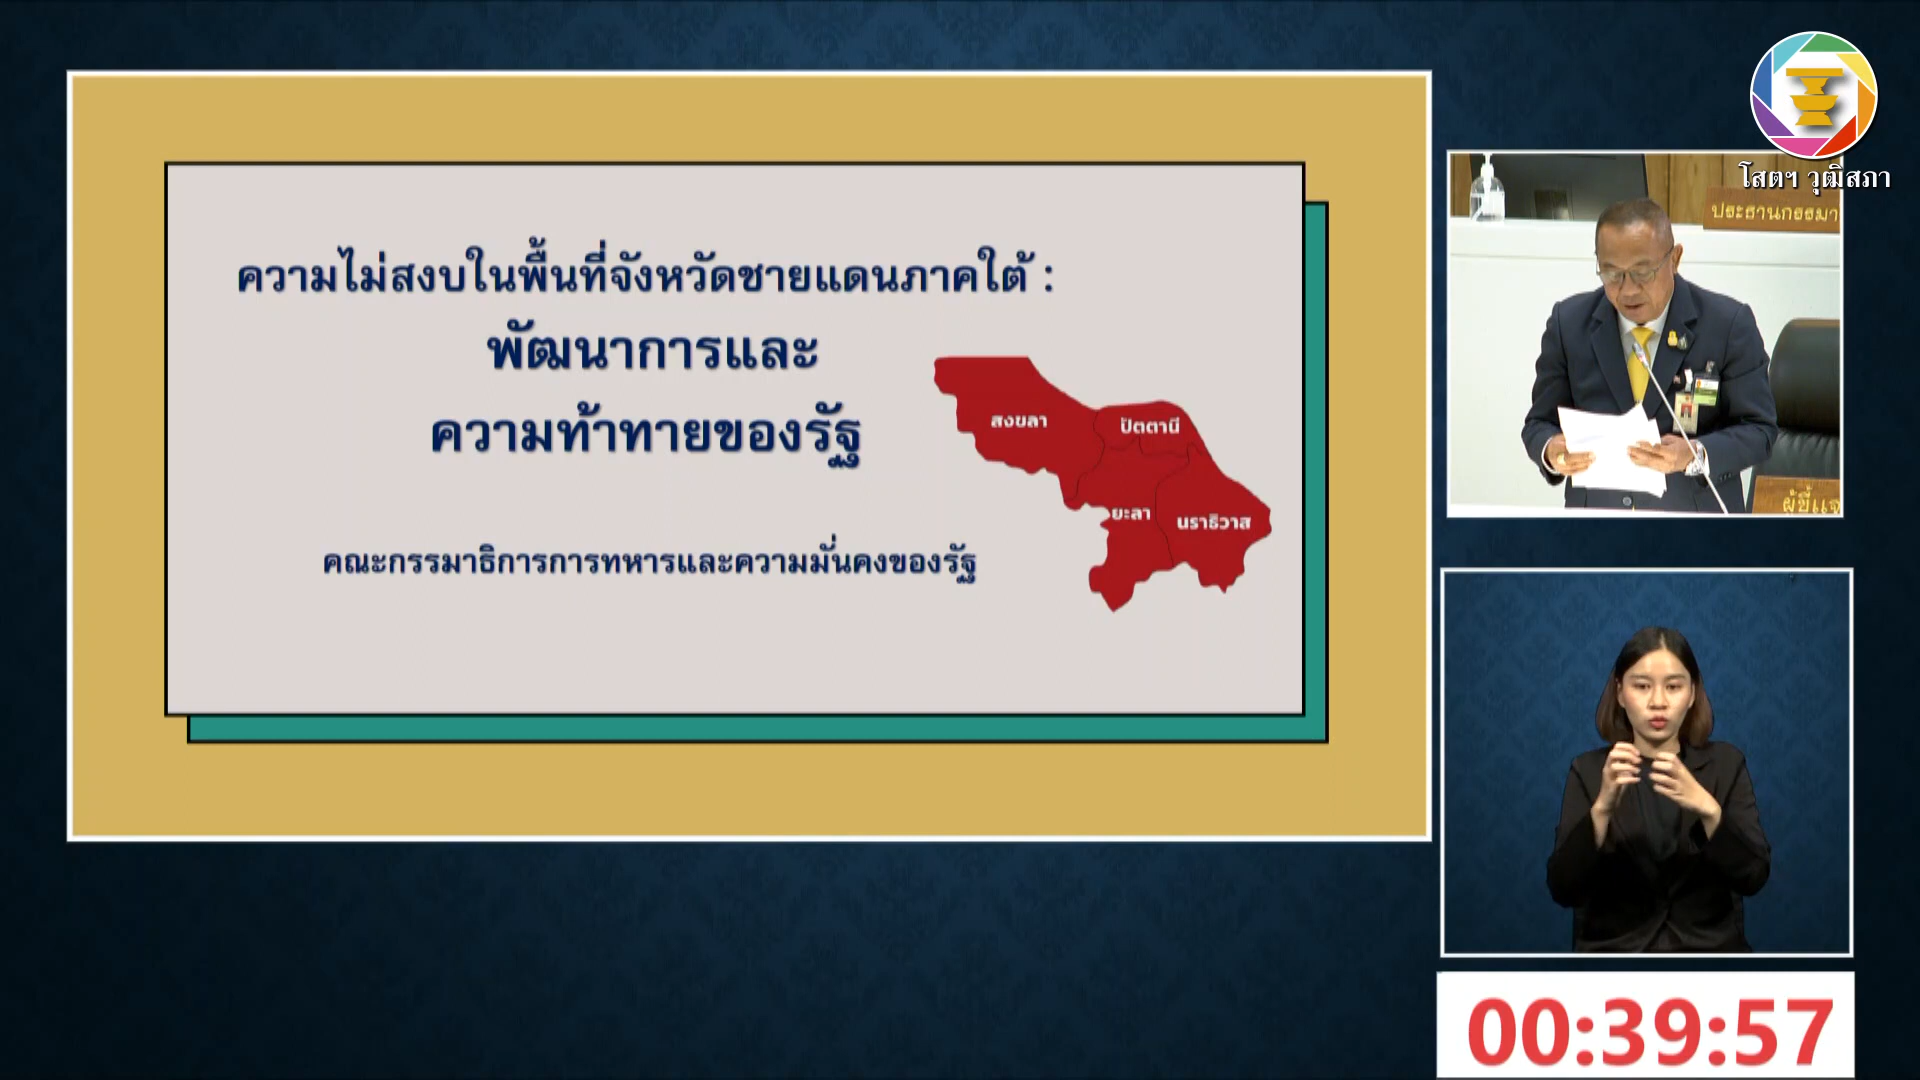 โสตฯ วุฒิสภา
ความไม่สงบในพื้นที่จังหวัดชายแดนภาคใต้ :
พัฒนาการและ
ความท้าทายของรัฐ
สงขลา
ปัตตานี
ยะลา
นราธิวาส
คณะกรรมาธิการการทหารและความมั่นคงของรัฐ
ประธานกรรมา
ผู้ชี้แจ
00:39:57